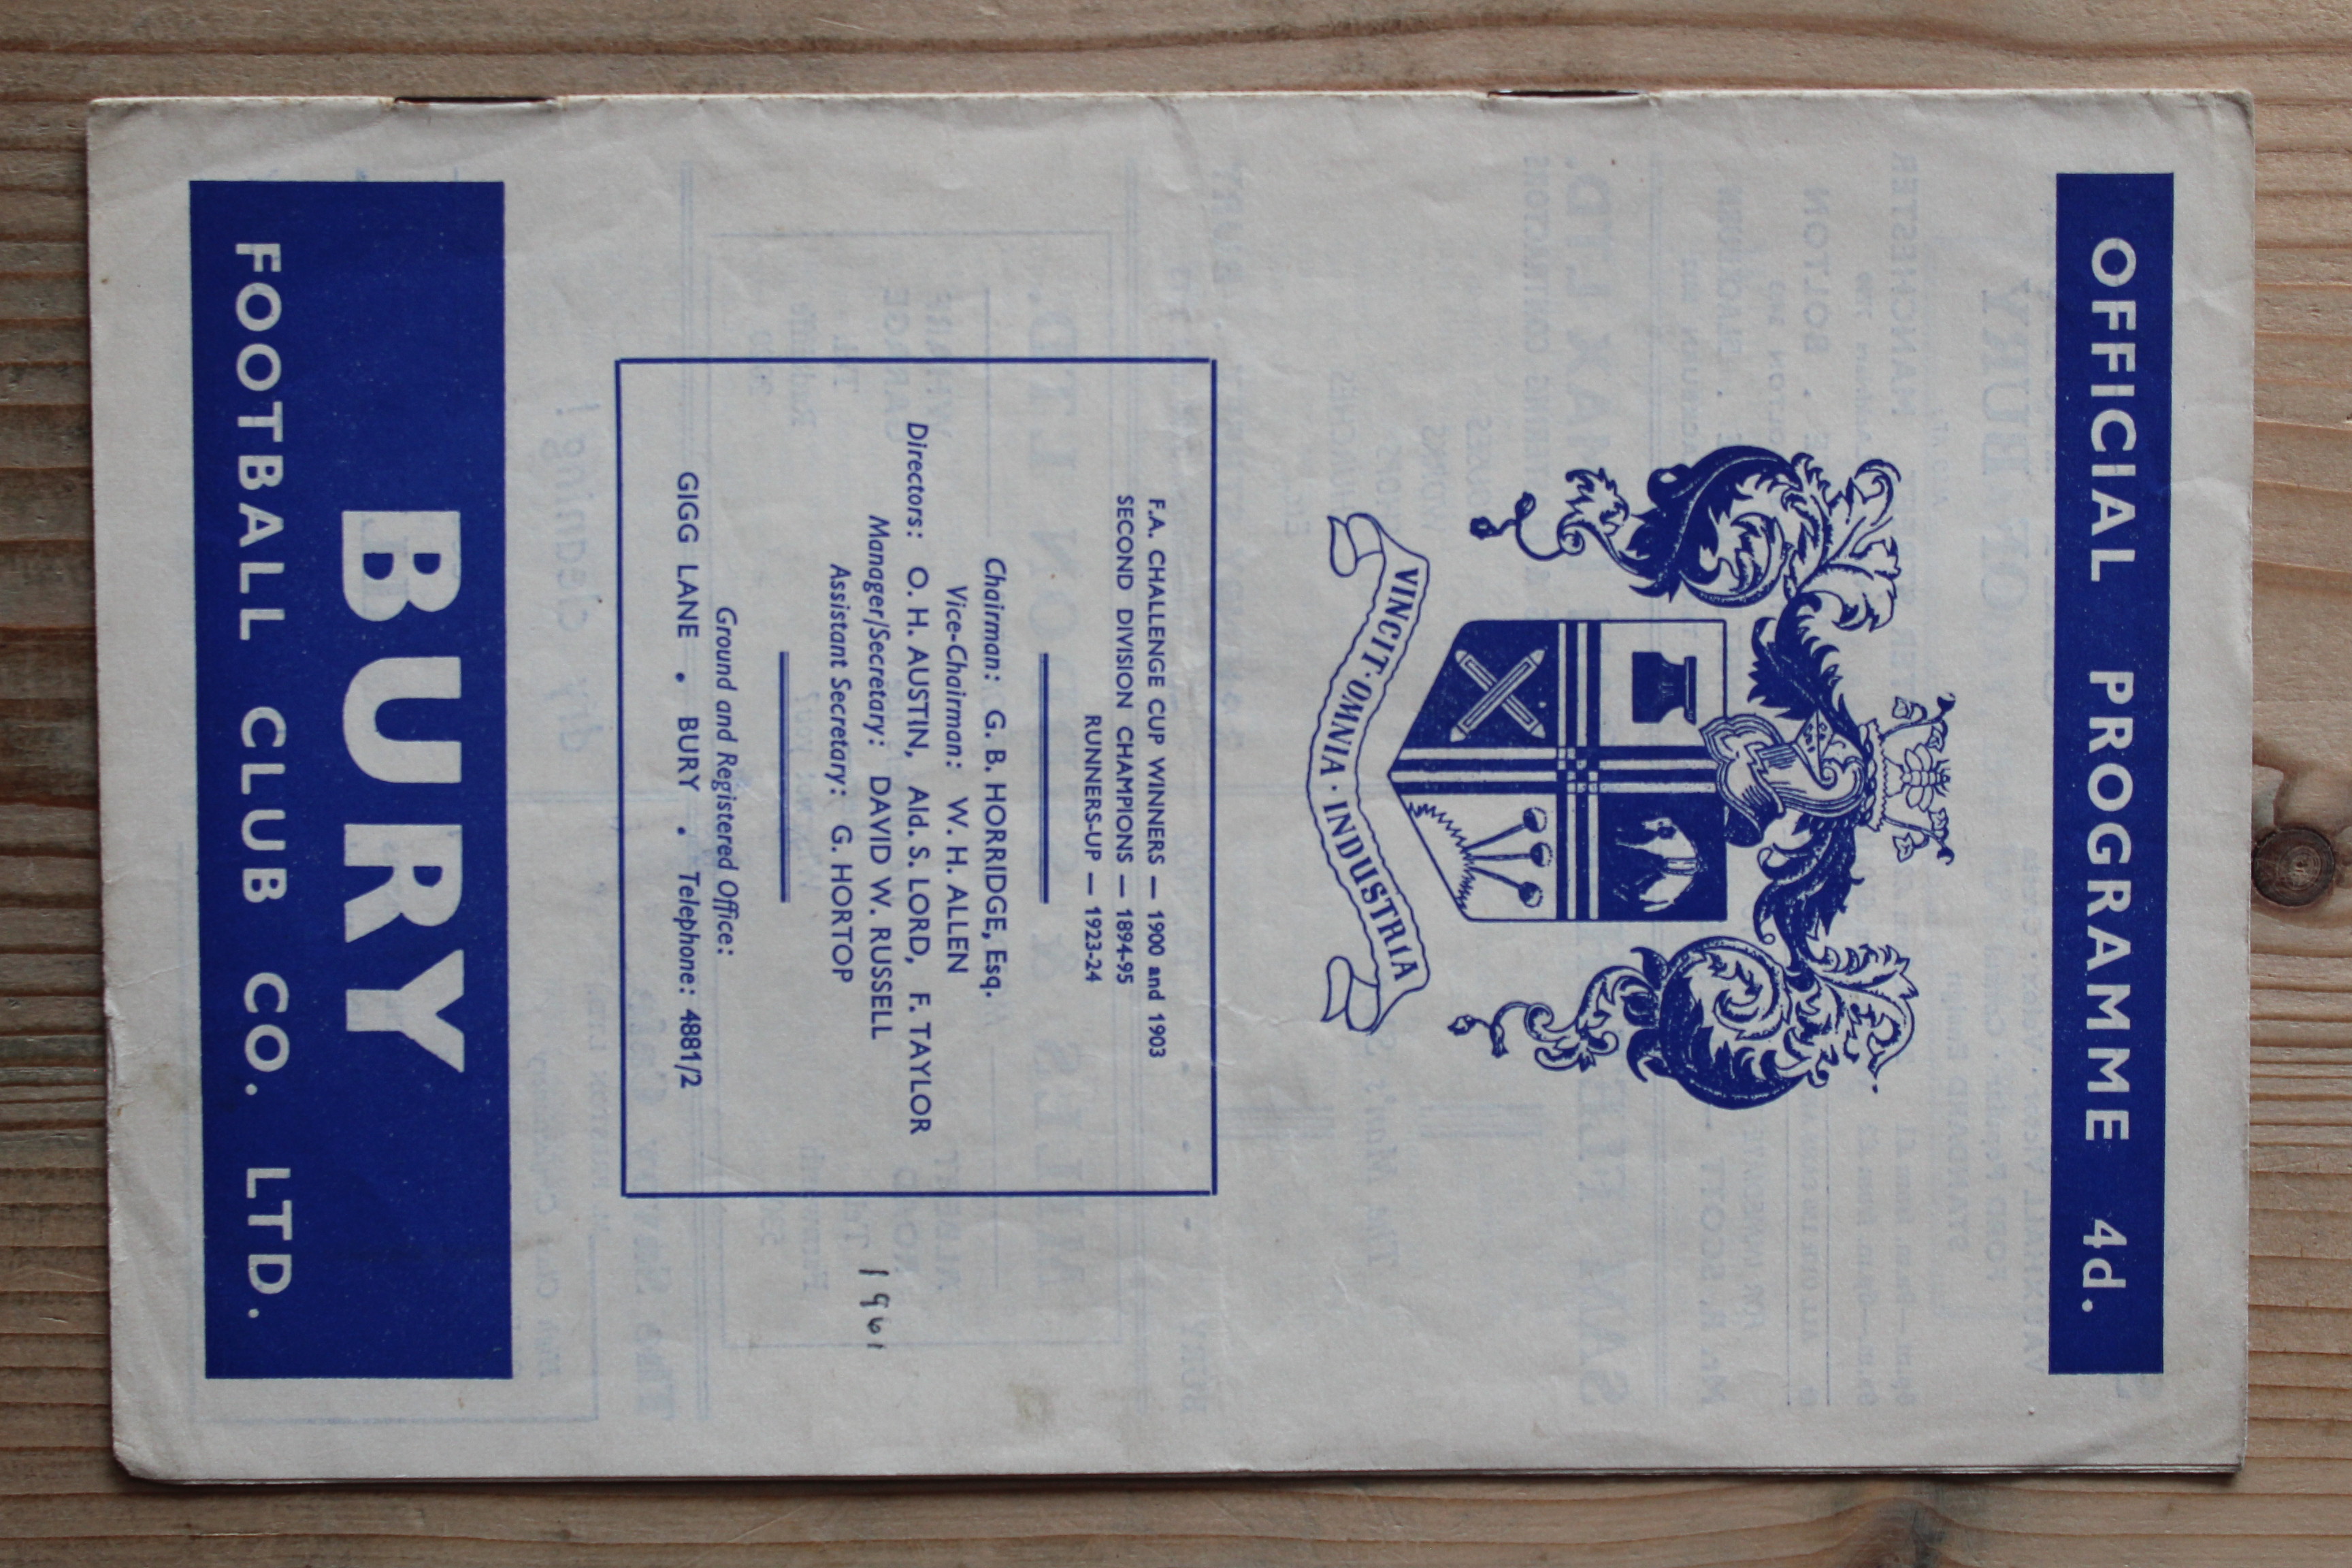 OFFICIAL PROGRAMME 4d.
VINCIT · OMNIA · INDUSTRIA
F.A. CHALLENGE CUP WINNERS — 1900 and 1903
SECOND DIVISION CHAMPIONS — 1894-95
RUNNERS-UP — 1923-24
Chairman: G. B. HORRIDGE, Esq.
Vice-Chairman: W. H. ALLEN
Directors: O. H. AUSTIN, Ald. S. LORD, F. TAYLOR
Manager/Secretary: DAVID W. RUSSELL
Assistant Secretary: G. HORTOP
1961
Ground and Registered Office:
GIGG LANE . BURY . Telephone: 4881/2
BURY
FOOTBALL CLUB CO. LTD.